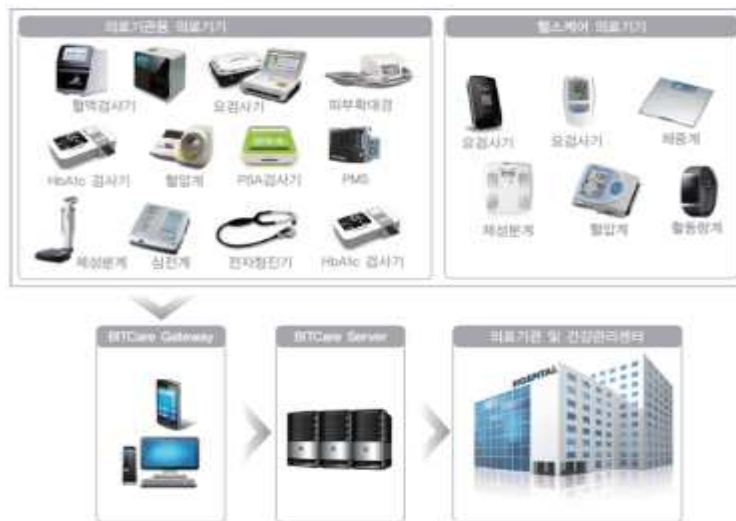 의료기관용 의료기기
헬스케어 의료기기
혈액검사기
요검사기
피부확대경
HbA1c 검사기
혈압계
PSA검사기
PMS
체성분계
심전계
전자청진기
HbA1c 검사기
요검사기
요검사기
체중계
체성분계
혈압계
활동량계
BITCare Gateway
BITCare Server
의료기관 및 건강관리센터
HOSPITAL